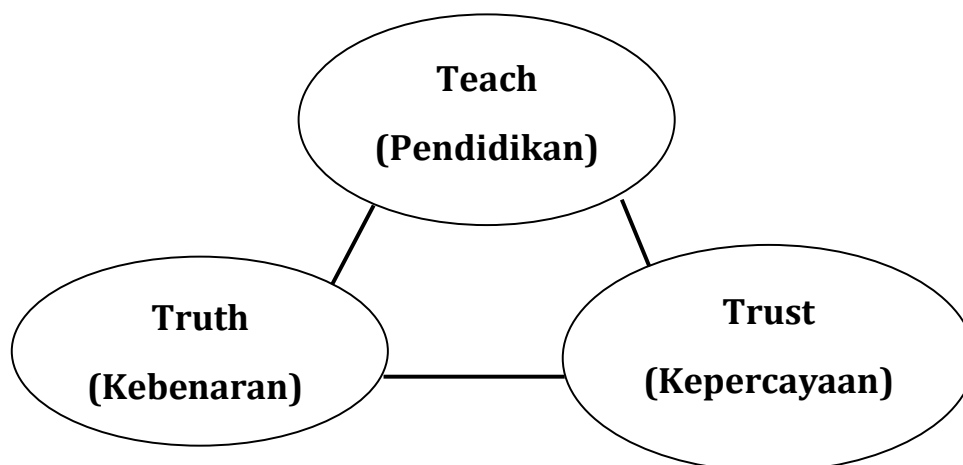 Teach
(Pendidikan)
Truth
(Kebenaran)
Trust
(Kepercayaan)